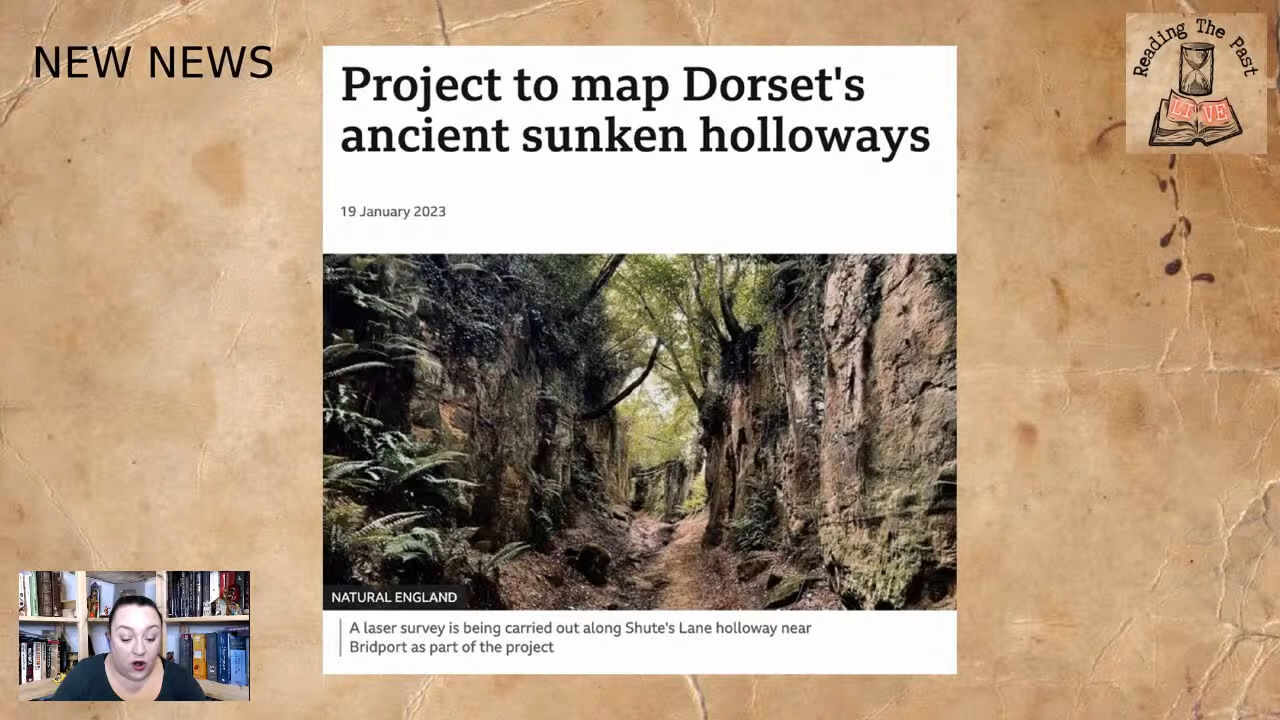 NEW NEWS
Project to map Dorset's
ancient sunken holloways
19 January 2023
NATURAL ENGLAND
A laser survey is being carried out along Shute's Lane holloway near
Bridport as part of the project
Reading The Past
LIVE